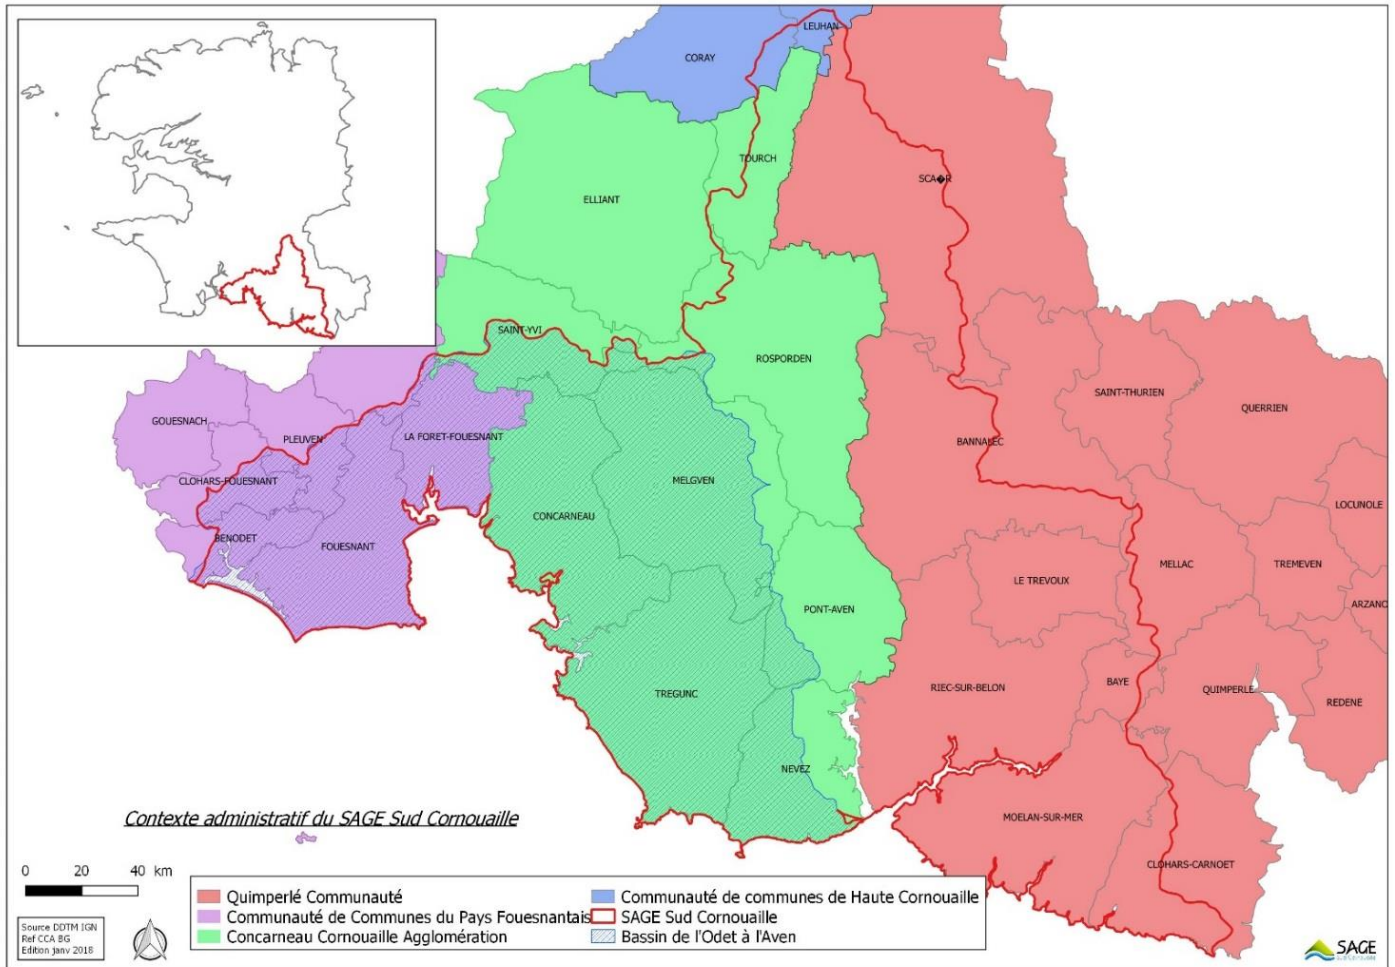 LEUHAN
CORAY
TOURCH
SCA�R
ELLIANT
SAINT-YVI
ROSPORDEN
SAINT-THURIEN
QUERRIEN
GOUESNACH
PLEUVEN
LA FORET-FOUESNANT
BANNALEC
CLOHARS-FOUESNANT
MELGVEN
LOCUNOLE
CONCARNEAU
BENODET
FOUESNANT
MELLAC
TREMEVEN
LE TREVOUX
ARZANO
PONT-AVEN
BAYE
RIEC-SUR-BELON
QUIMPERLE
TREGUNC
REDENE
NEVEZ
MOELAN-SUR-MER
CLOHARS-CARNOET
Contexte administratif du SAGE Sud Cornouaille
0 20 40 km
Quimperlé Communauté
Communauté de Communes du Pays Fouesnantais
Concarneau Cornouaille Agglomération
Communauté de communes de Haute Cornouaille
SAGE Sud Cornouaille
Bassin de l'Odet à l'Aven
Source DDTM IGN
Ref CCA BG
Edition janv 2018
SAGE